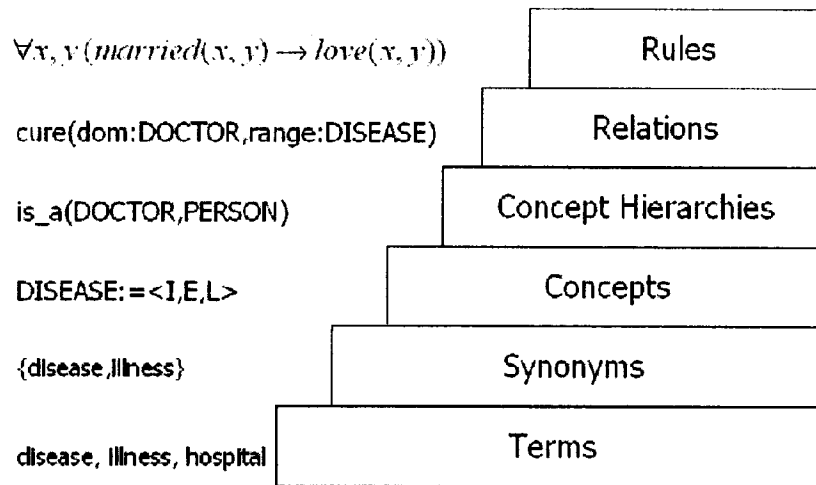 ∀x, y (married(x, y) → love(x, y))
Rules
cure(dom:DOCTOR,range:DISEASE)
Relations
is_a(DOCTOR,PERSON)
Concept Hierarchies
DISEASE:=<I,E,L>
Concepts
{disease,illness}
Synonyms
disease, illness, hospital
Terms